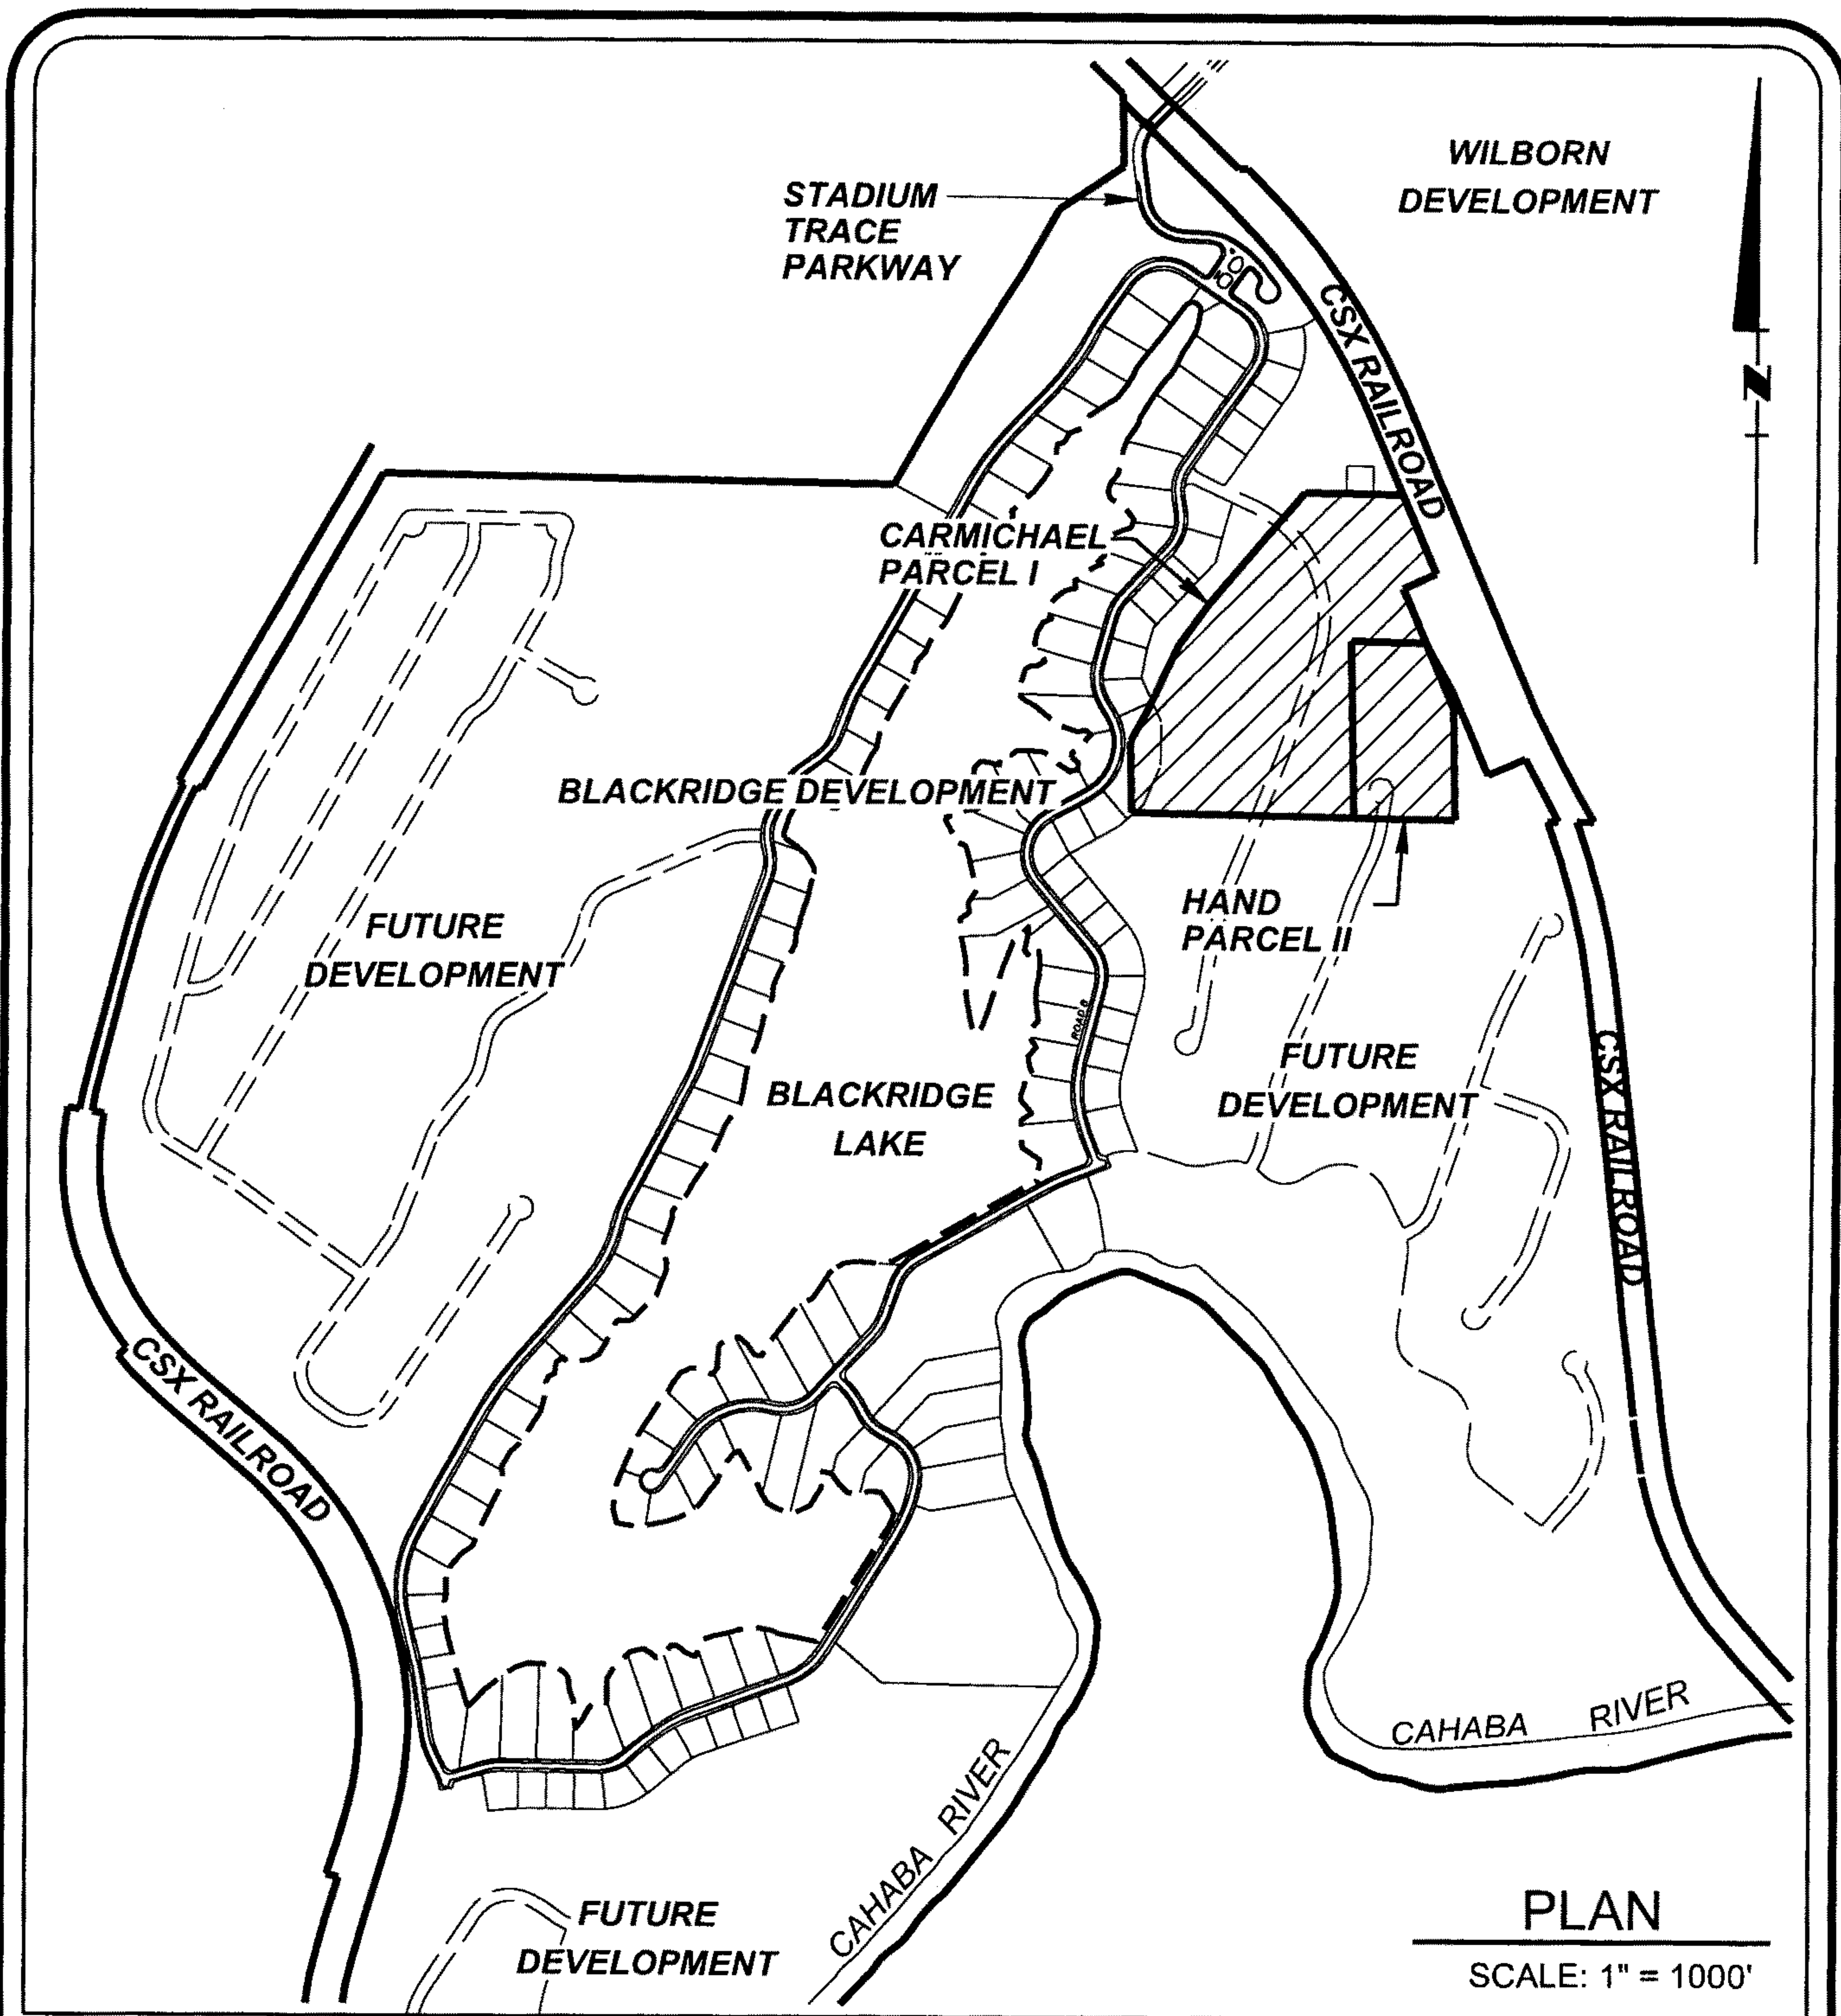 WILBORN
DEVELOPMENT
STADIUM
TRACE
PARKWAY
CSX RAILROAD
N
CARMICHAEL
PARCEL I
BLACKRIDGE DEVELOPMENT
HAND
PARCEL II
FUTURE
DEVELOPMENT
ROAD B
FUTURE
DEVELOPMENT
BLACKRIDGE
LAKE
CSX RAILROAD
CSX RAILROAD
CAHABA RIVER
CAHABA RIVER
FUTURE
DEVELOPMENT
PLAN
SCALE: 1" = 1000'